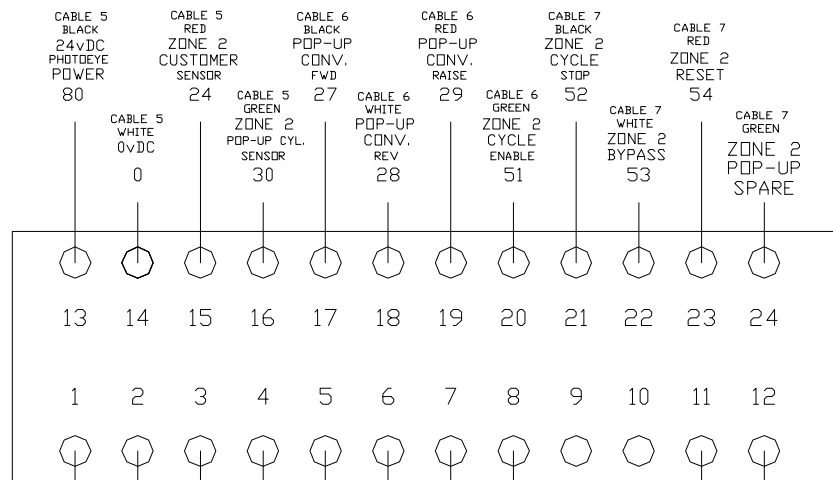 CABLE 5
BLACK
24vDC
PHOTOEYE
POWER
80
CABLE 5
WHITE
0vDC
0
CABLE 5
RED
ZONE 2
CUSTOMER
SENSOR
24
CABLE 5
GREEN
ZONE 2
POP-UP CYL.
SENSOR
30
CABLE 6
BLACK
POP-UP
CONV.
FWD
27
CABLE 6
WHITE
POP-UP
CONV.
REV
28
CABLE 6
RED
POP-UP
CONV.
RAISE
29
CABLE 6
GREEN
ZONE 2
CYCLE
ENABLE
51
CABLE 7
BLACK
ZONE 2
CYCLE
STOP
52
CABLE 7
WHITE
ZONE 2
BYPASS
53
CABLE 7
RED
ZONE 2
RESET
54
CABLE 7
GREEN
ZONE 2
POP-UP
SPARE
13 14 15 16 17 18 19 20 21 22 23 24
1 2 3 4 5 6 7 8 9 10 11 12